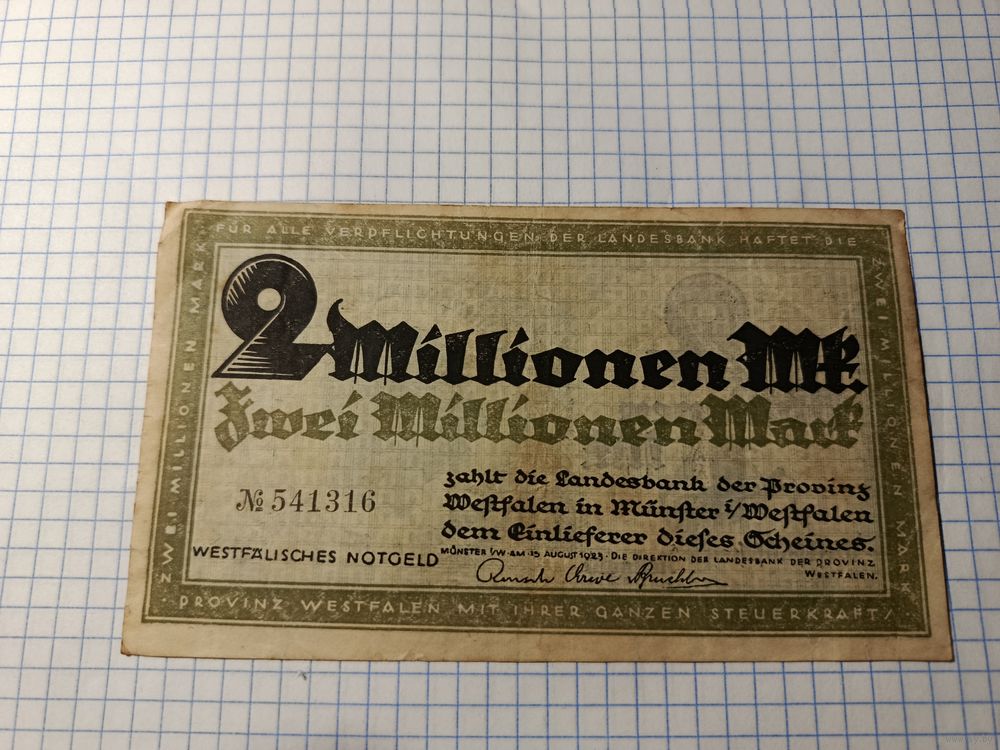 FÜR ALLE VERPFLICHTUNGEN DER LANDESBANK HAFTET DIE
ZWEI MILLIONEN MARK
2 Millionen Mk.
Zwei Millionen Mark
zahlt die Landesbank der Provinz
Westfalen in Münster i/Westfalen
dem Einlieferer dieses Scheines.
№ 541316
WESTFÄLISCHES NOTGELD
MÜNSTER I/W·AM 15 AUGUST 1923·DIE DIREKTION DER LANDESBANK DER PROVINZ
WESTFALEN.
ZWEI MILLIONEN MARK
PROVINZ WESTFALEN MIT IHRER GANZEN STEUERKRAFT/